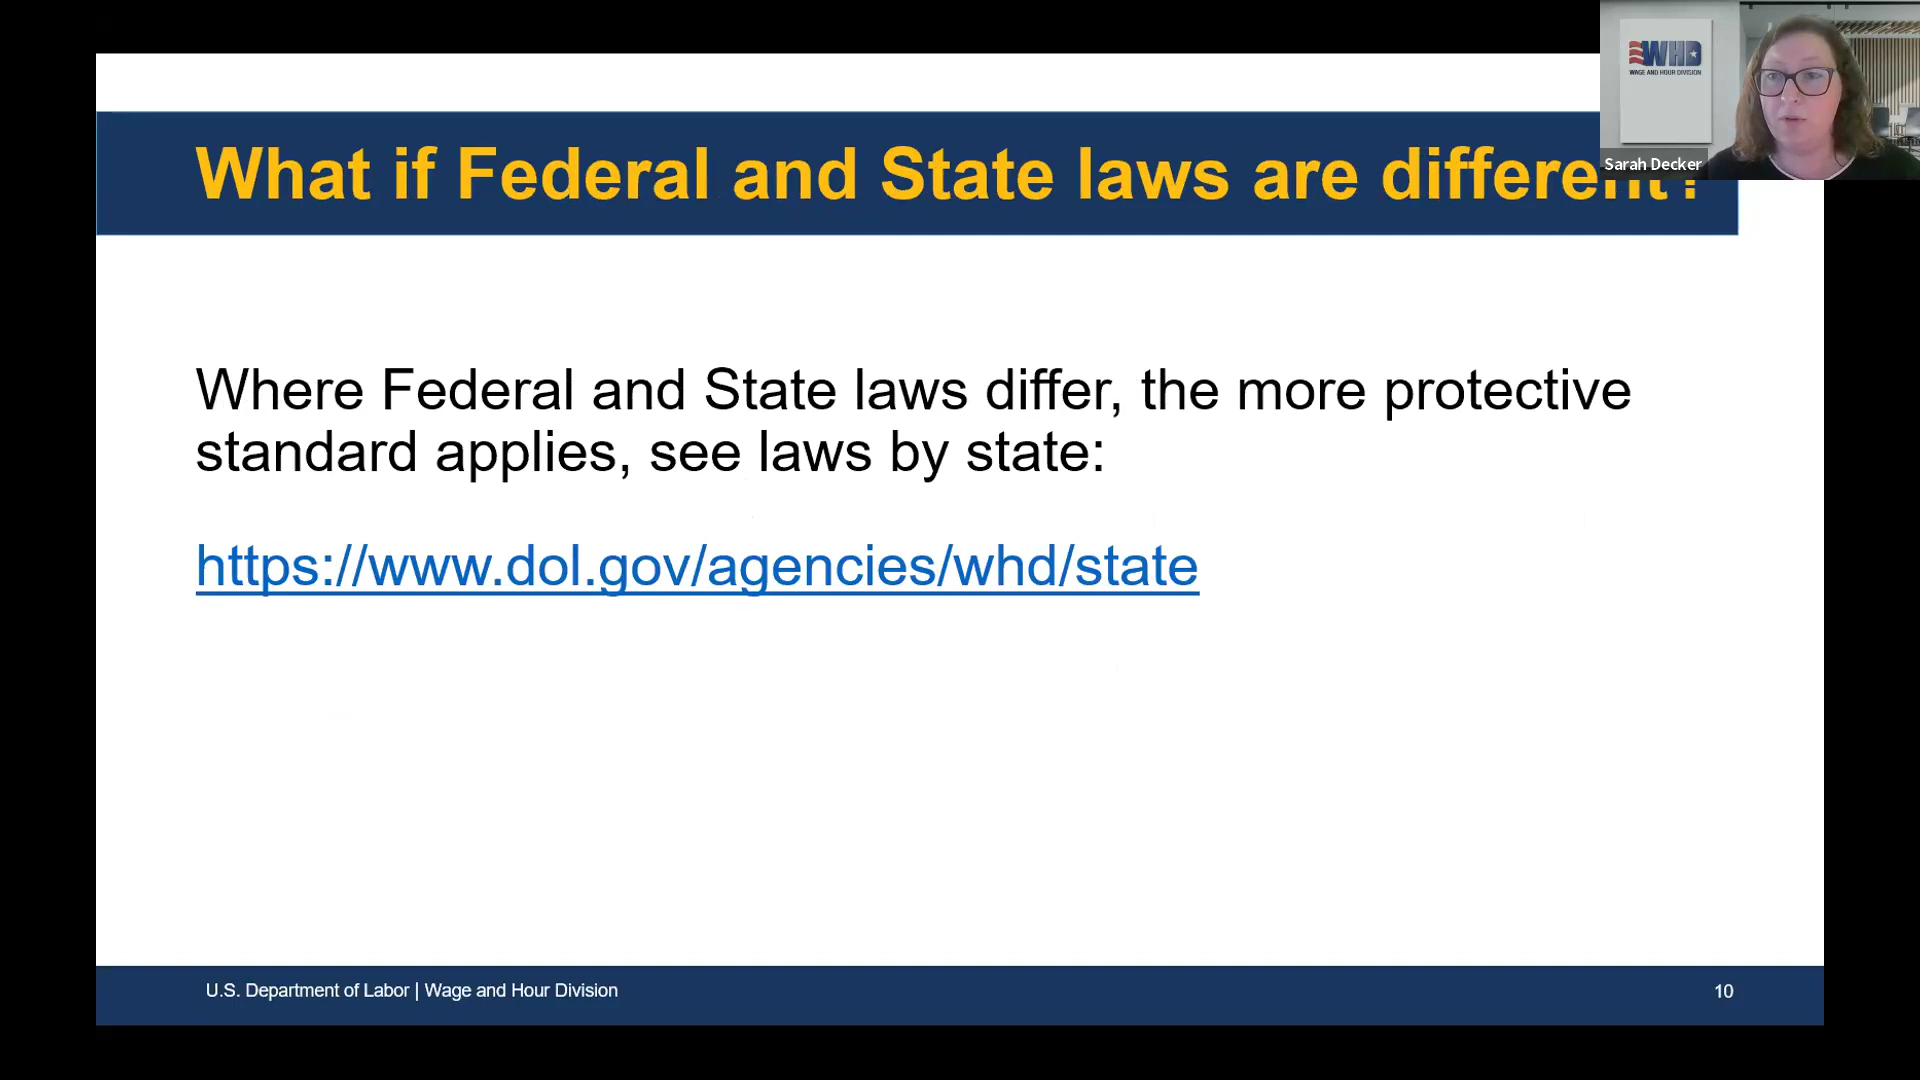 WHD
WAGE AND HOUR DIVISION
Sarah Decker
What if Federal and State laws are different?
Where Federal and State laws differ, the more protective
standard applies, see laws by state:
https://www.dol.gov/agencies/whd/state
U.S. Department of Labor | Wage and Hour Division
10